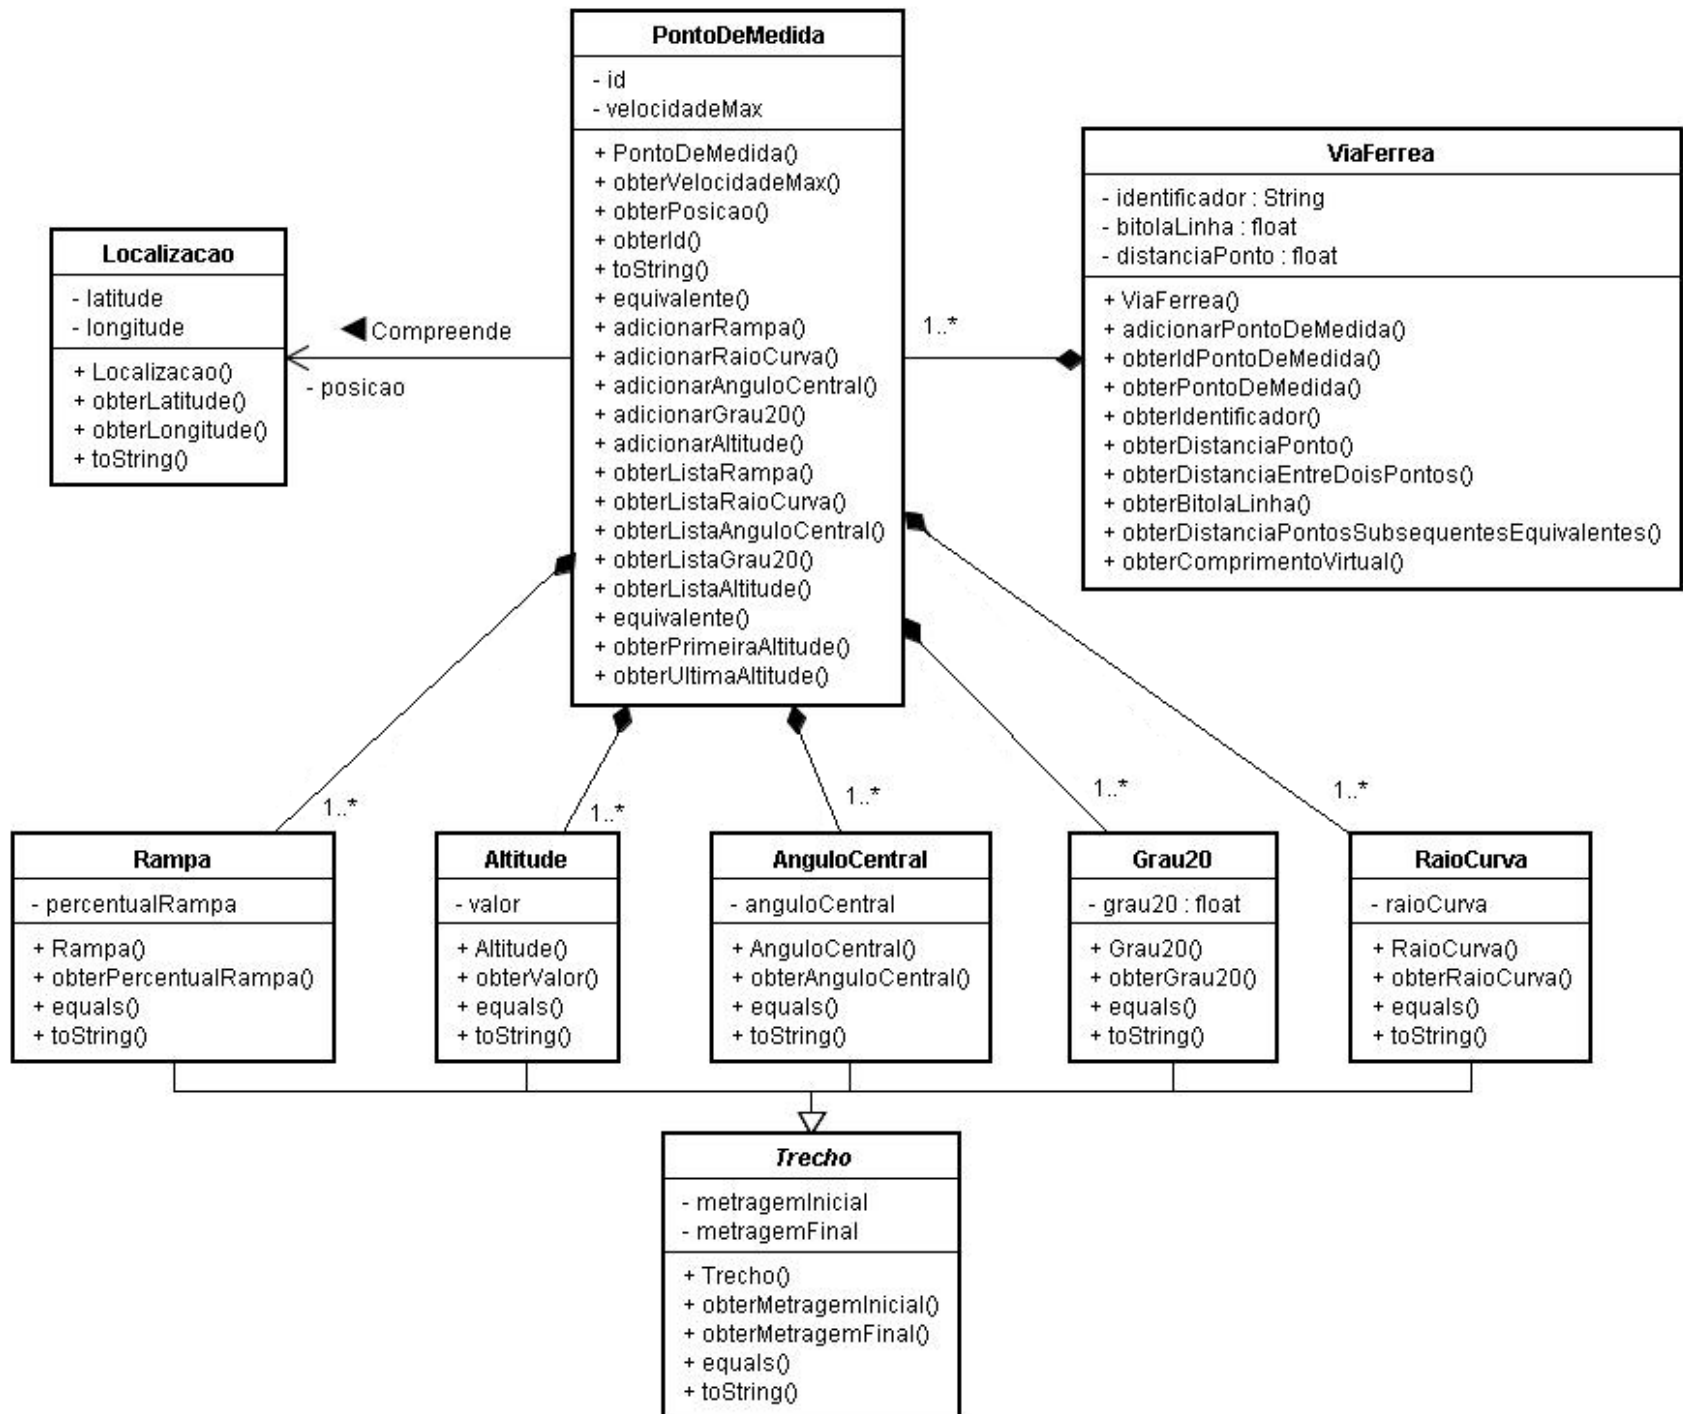 PontoDeMedida
- id
- velocidadeMax
+ PontoDeMedida()
+ obterVelocidadeMax()
+ obterPosicao()
+ obterId()
+ toString()
+ equivalente()
+ adicionarRampa()
+ adicionarRaioCurva()
+ adicionarAnguloCentral()
+ adicionarGrau20()
+ adicionarAltitude()
+ obterListaRampa()
+ obterListaRaioCurva()
+ obterListaAnguloCentral()
+ obterListaGrau20()
+ obterListaAltitude()
+ equivalente()
+ obterPrimeiraAltitude()
+ obterUltimaAltitude()
ViaFerrea
- identificador : String
- bitolaLinha : float
- distanciaPonto : float
+ ViaFerrea()
+ adicionarPontoDeMedida()
+ obterIdPontoDeMedida()
+ obterPontoDeMedida()
+ obterIdentificador()
+ obterDistanciaPonto()
+ obterDistanciaEntreDoisPontos()
+ obterBitolaLinha()
+ obterDistanciaPontosSubsequentesEquivalentes()
+ obterComprimentoVirtual()
Localizacao
- latitude
- longitude
+ Localizacao()
+ obterLatitude()
+ obterLongitude()
+ toString()
◀ Compreende
- posicao
1..*
1..*
1..*
1..*
1..*
1..*
Rampa
- percentualRampa
+ Rampa()
+ obterPercentualRampa()
+ equals()
+ toString()
Altitude
- valor
+ Altitude()
+ obterValor()
+ equals()
+ toString()
AnguloCentral
- anguloCentral
+ AnguloCentral()
+ obterAnguloCentral()
+ equals()
+ toString()
Grau20
- grau20 : float
+ Grau20()
+ obterGrau20()
+ equals()
+ toString()
RaioCurva
- raioCurva
+ RaioCurva()
+ obterRaioCurva()
+ equals()
+ toString()
Trecho
- metragemInicial
- metragemFinal
+ Trecho()
+ obterMetragemInicial()
+ obterMetragemFinal()
+ equals()
+ toString()